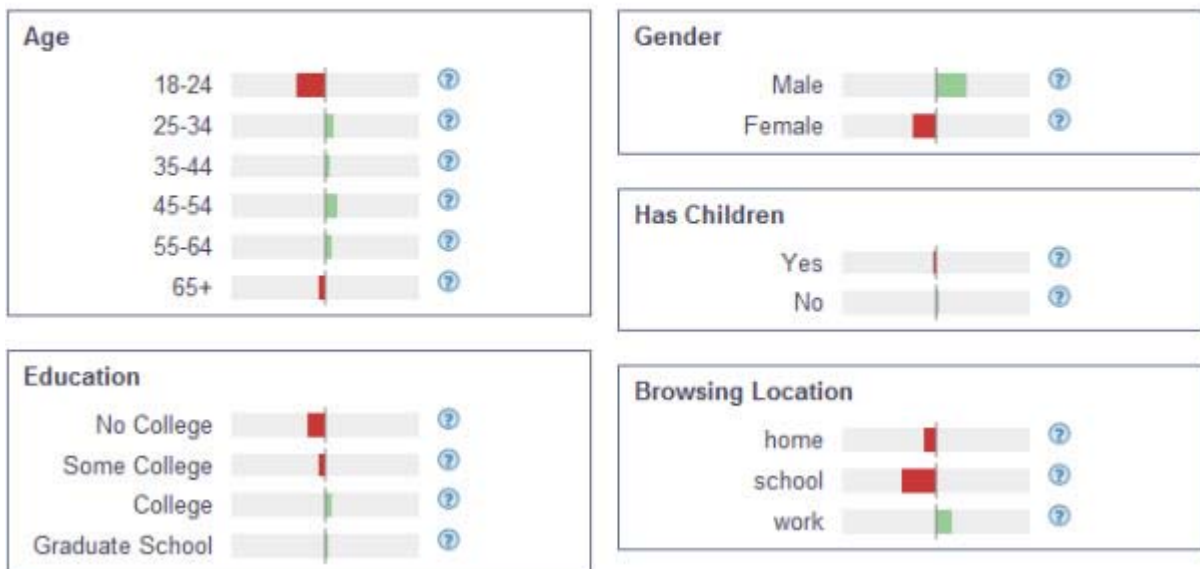 Age
18-24 ?
25-34 ?
35-44 ?
45-54 ?
55-64 ?
65+ ?
Education
No College ?
Some College ?
College ?
Graduate School ?
Gender
Male ?
Female ?
Has Children
Yes ?
No ?
Browsing Location
home ?
school ?
work ?